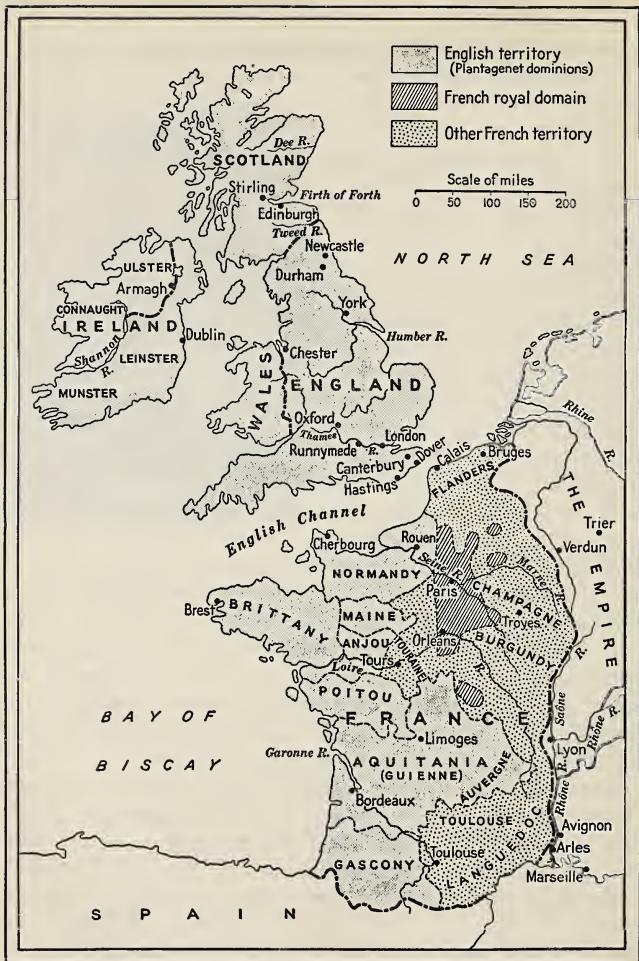 English territory
(Plantagenet dominions)
French royal domain
Other French territory
Scale of miles
0 50 100 150 200
Dee R.
SCOTLAND
Stirling
Firth of Forth
Edinburgh
Tweed R.
Newcastle
NORTH SEA
Durham
ULSTER
Armagh
York
CONNAUGHT
IRELAND
Dublin
Humber R.
Shannon
R.
LEINSTER
Chester
MUNSTER
WALES
ENGLAND
Oxford
Thames
R.
London
Runnymede
Dover
Canterbury
Calais
Bruges
Rhine
R.
Hastings
FLANDERS
THE EMPIRE
English Channel
Trier
Cherbourg
Rouen
Verdun
NORMANDY
Seine R.
Marne R.
Paris
CHAMPAGNE
Troyes
Brest
BRITTANY
MAINE
Orleans
ANJOU
TOURAINE
BURGUNDY
R.
Loire
Tours
R.
POITOU
Saône
BAY OF
BISCAY
FRANCE
Limoges
Lyon
Rhône R.
Garonne R.
AQUITANIA
(GUIENNE)
AUVERGNE
Rhône R.
Bordeaux
TOULOUSE
Avignon
Toulouse
LANGUEDOC
Arles
GASCONY
Marseille
SPAIN